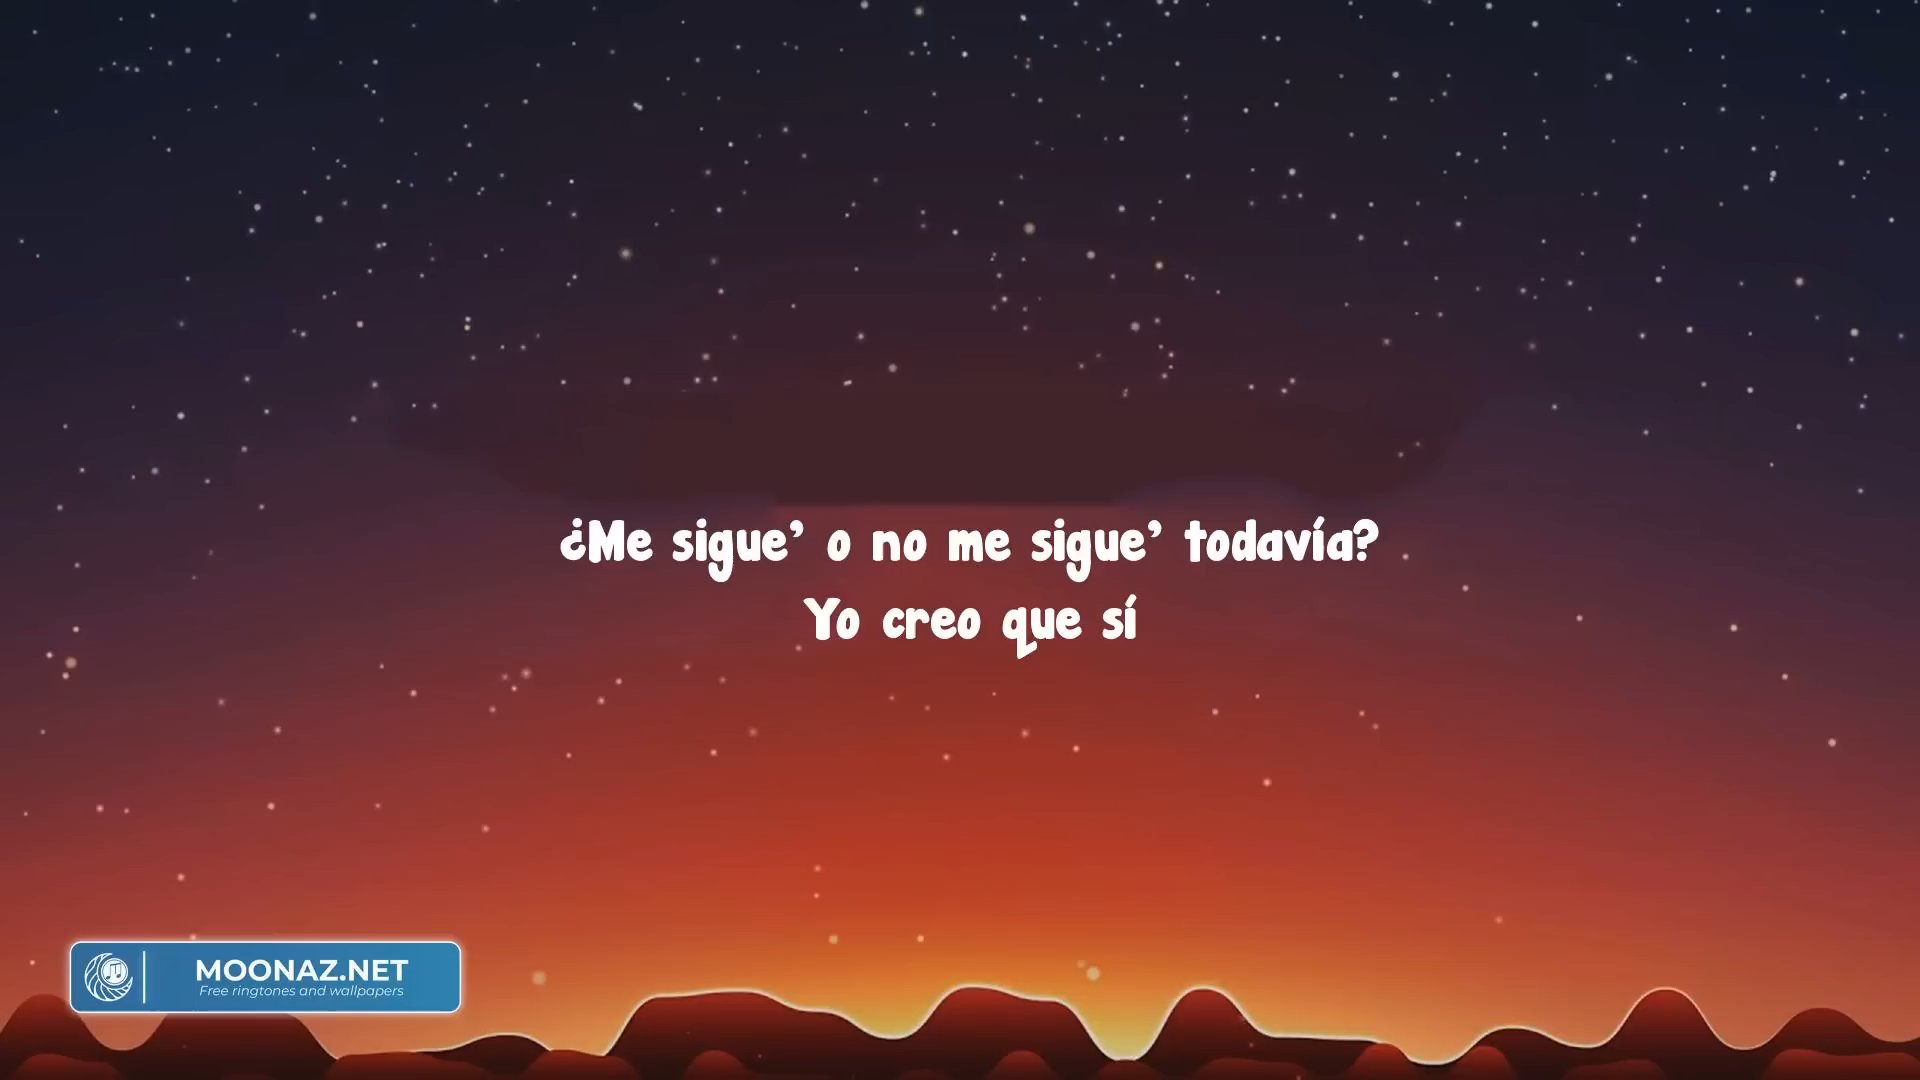 ¿Me sigue’ o no me sigue’ todavía?
Yo creo que sí
MOONAZ.NET
Free ringtones and wallpapers